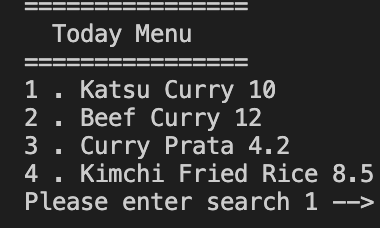 ================
Today Menu
================
1 . Katsu Curry 10
2 . Beef Curry 12
3 . Curry Prata 4.2
4 . Kimchi Fried Rice 8.5
Please enter search 1 -->